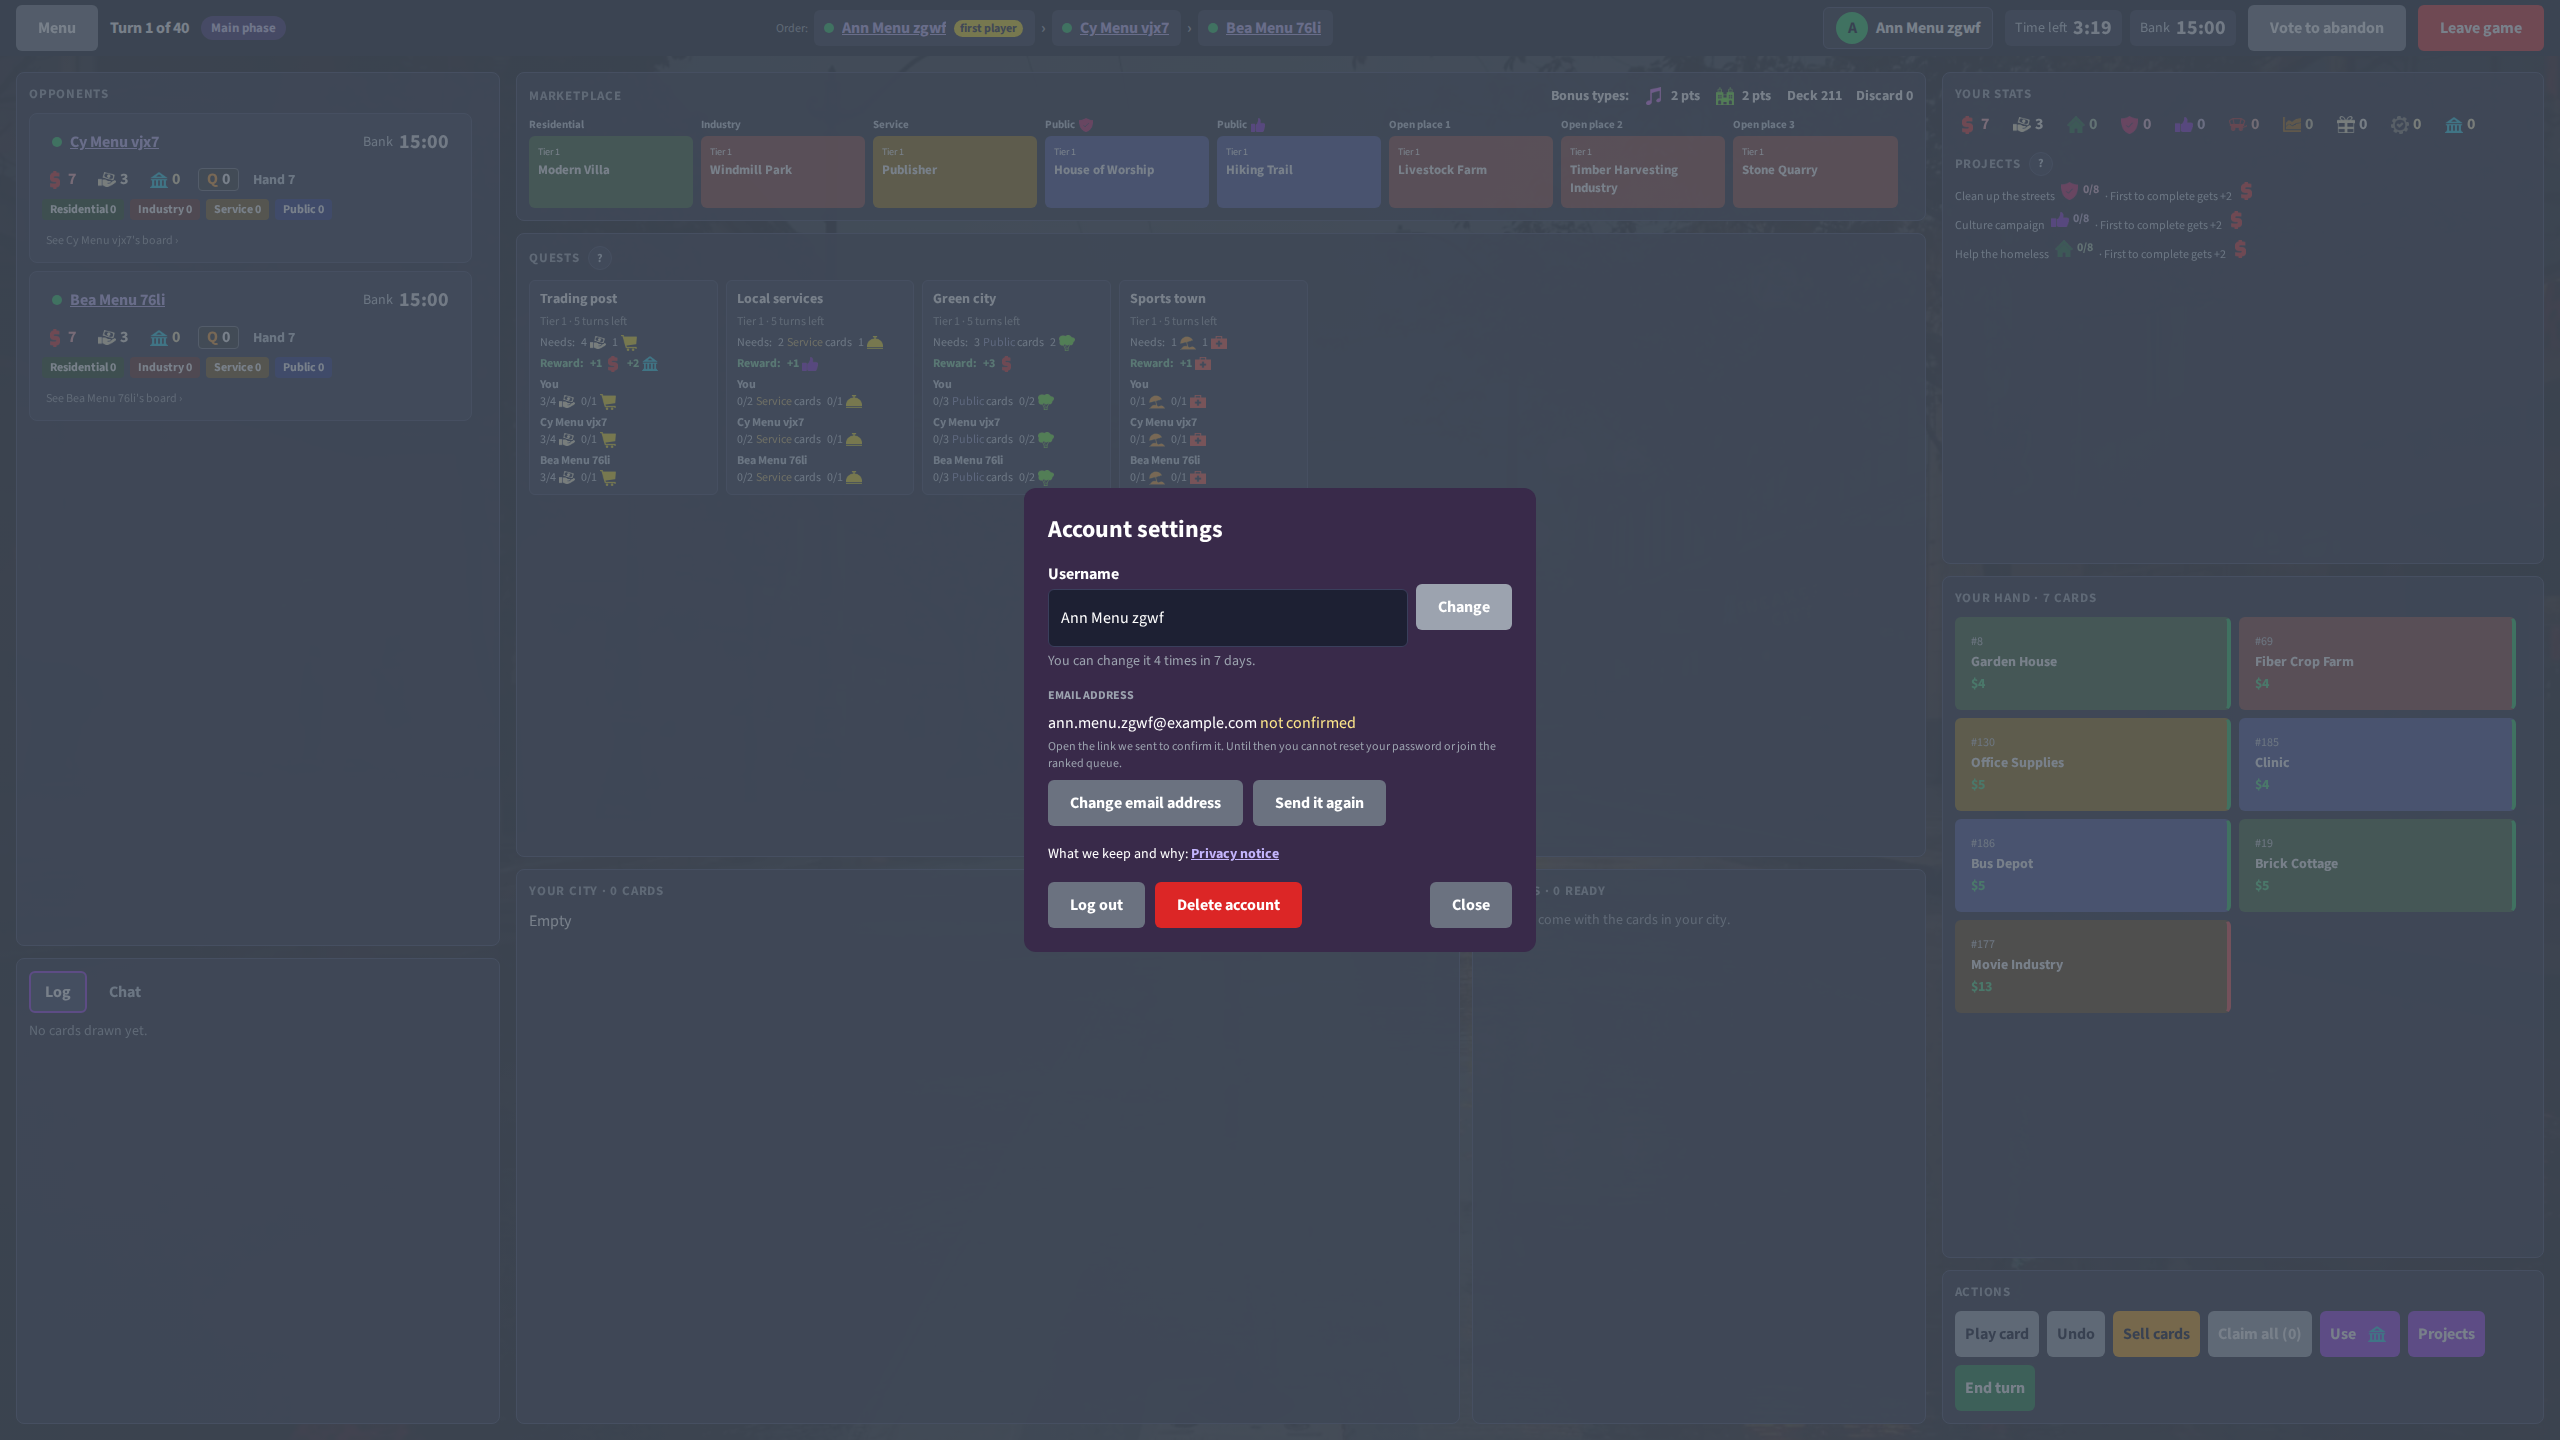 Menu
Turn 1 of 40
Main phase
Order:
Ann Menu zgwf
first player
›
Cy Menu vjx7
›
Bea Menu 76li
A
Ann Menu zgwf
Time left 3:19
Bank 15:00
Vote to abandon
Leave game
OPPONENTS
Cy Menu vjx7
Bank 15:00
7
3
0
Q 0
Hand 7
Residential 0
Industry 0
Service 0
Public 0
See Cy Menu vjx7's board ›
Bea Menu 76li
Bank 15:00
7
3
0
Q 0
Hand 7
Residential 0
Industry 0
Service 0
Public 0
See Bea Menu 76li's board ›
Log
Chat
No cards drawn yet.
MARKETPLACE
Bonus types:
2 pts
2 pts
Deck 211
Discard 0
Residential
Tier 1
Modern Villa
Industry
Tier 1
Windmill Park
Service
Tier 1
Publisher
Public
Tier 1
House of Worship
Public
Tier 1
Hiking Trail
Open place 1
Tier 1
Livestock Farm
Open place 2
Tier 1
Timber Harvesting
Industry
Open place 3
Tier 1
Stone Quarry
QUESTS
?
Trading post
Tier 1 · 5 turns left
Needs: 4 1
Reward: +1 +2
You
3/4 0/1
Cy Menu vjx7
3/4 0/1
Bea Menu 76li
3/4 0/1
Local services
Tier 1 · 5 turns left
Needs: 2 Service cards 1
Reward: +1
You
0/2 Service cards 0/1
Cy Menu vjx7
0/2 Service cards 0/1
Bea Menu 76li
0/2 Service cards 0/1
Green city
Tier 1 · 5 turns left
Needs: 3 Public cards 2
Reward: +3
You
0/3 Public cards 0/2
Cy Menu vjx7
0/3 Public cards 0/2
Bea Menu 76li
0/3 Public cards 0/2
Sports town
Tier 1 · 5 turns left
Needs: 1 1
Reward: +1
You
0/1 0/1
Cy Menu vjx7
0/1 0/1
Bea Menu 76li
0/1 0/1
Account settings
Username
Ann Menu zgwf
Change
You can change it 4 times in 7 days.
EMAIL ADDRESS
ann.menu.zgwf@example.com not confirmed
Open the link we sent to confirm it. Until then you cannot reset your password or join the
ranked queue.
Change email address
Send it again
What we keep and why: Privacy notice
Log out
Delete account
Close
YOUR CITY · 0 CARDS
Empty
S · 0 READY
come with the cards in your city.
YOUR STATS
7
3
0
0
0
0
0
0
0
0
PROJECTS
?
Clean up the streets 0/8 · First to complete gets +2
Culture campaign 0/8 · First to complete gets +2
Help the homeless 0/8 · First to complete gets +2
YOUR HAND · 7 CARDS
#8
Garden House
$4
#69
Fiber Crop Farm
$4
#130
Office Supplies
$5
#185
Clinic
$4
#186
Bus Depot
$5
#19
Brick Cottage
$5
#177
Movie Industry
$13
ACTIONS
Play card
Undo
Sell cards
Claim all (0)
Use
Projects
End turn